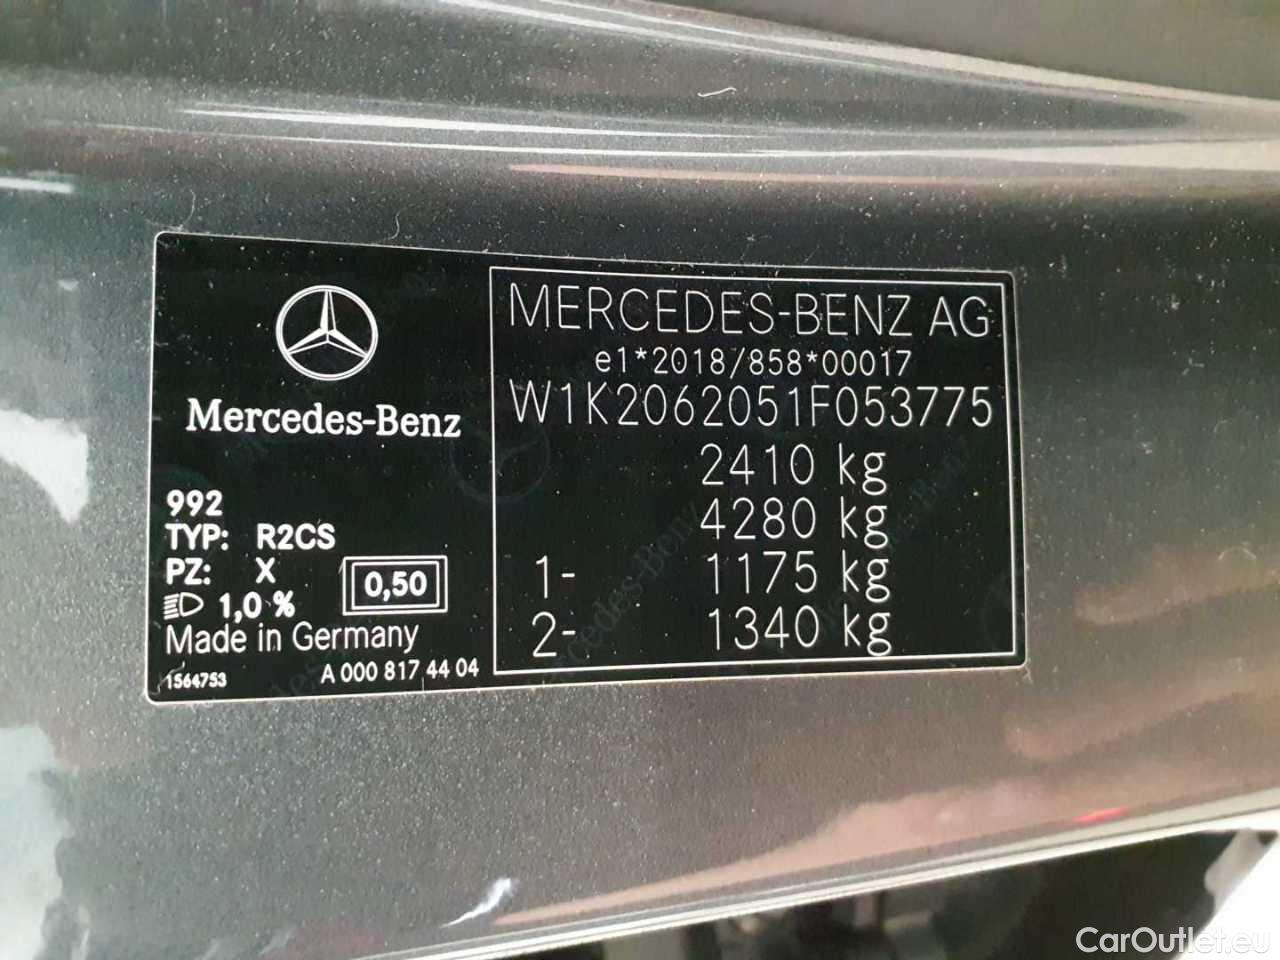 Mercedes-Benz
992
TYP: R2CS
PZ: X
1,0 %
0,50
Made in Germany
1564753
A 000 817 44 04
MERCEDES-BENZ AG
e1*2018/858*00017
W1K2062051F053775
2410 kg
4280 kg
1- 1175 kg
2- 1340 kg
CarOutlet.eu